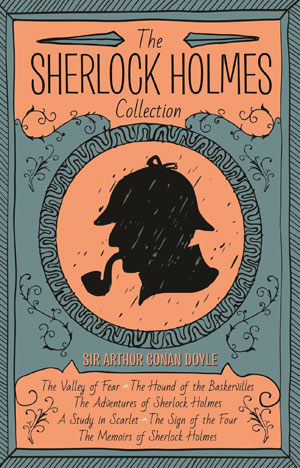 The
SHERLOCK HOLMES
Collection
SIR ARTHUR CONAN DOYLE
The Valley of Fear • The Hound of the Baskervilles
The Adventures of Sherlock Holmes
A Study in Scarlet • The Sign of the Four
The Memoirs of Sherlock Holmes